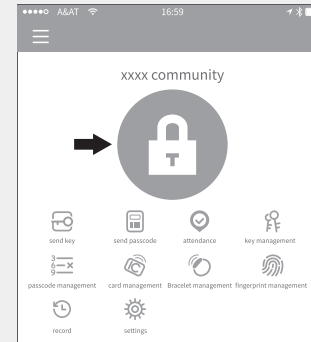 A&AT 16:59
xxxx community
send key send passcode attendance key management
passcode management card management Bracelet management fingerprint management
record settings